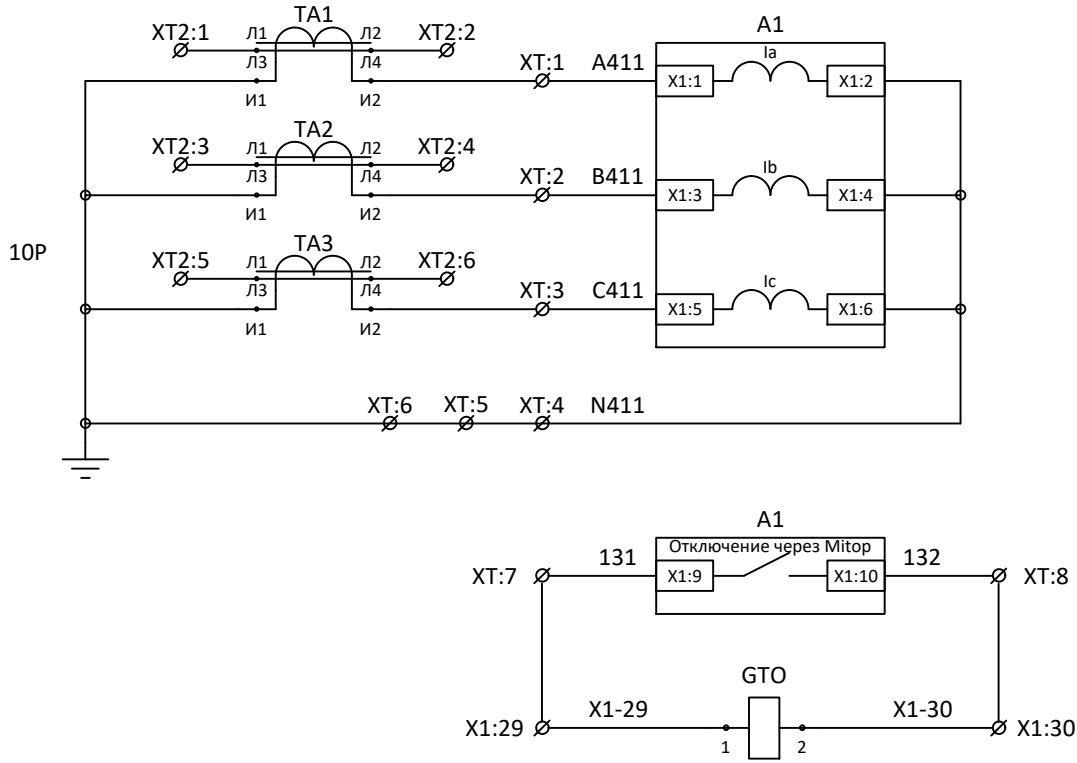 TA1
XT2:1 Л1 Л2 XT2:2
Л3 Л4
И1 И2
XT:1 A411
A1
Ia
X1:1 X1:2
TA2
XT2:3 Л1 Л2 XT2:4
Л3 Л4
И1 И2
XT:2 B411
Ib
X1:3 X1:4
10P
TA3
XT2:5 Л1 Л2 XT2:6
Л3 Л4
И1 И2
XT:3 C411
Ic
X1:5 X1:6
XT:6 XT:5 XT:4 N411
A1
Отключение через Mitop
XT:7 131 X1:9 X1:10 132 XT:8
GTO
X1:29 X1-29 X1-30 X1:30
1 2